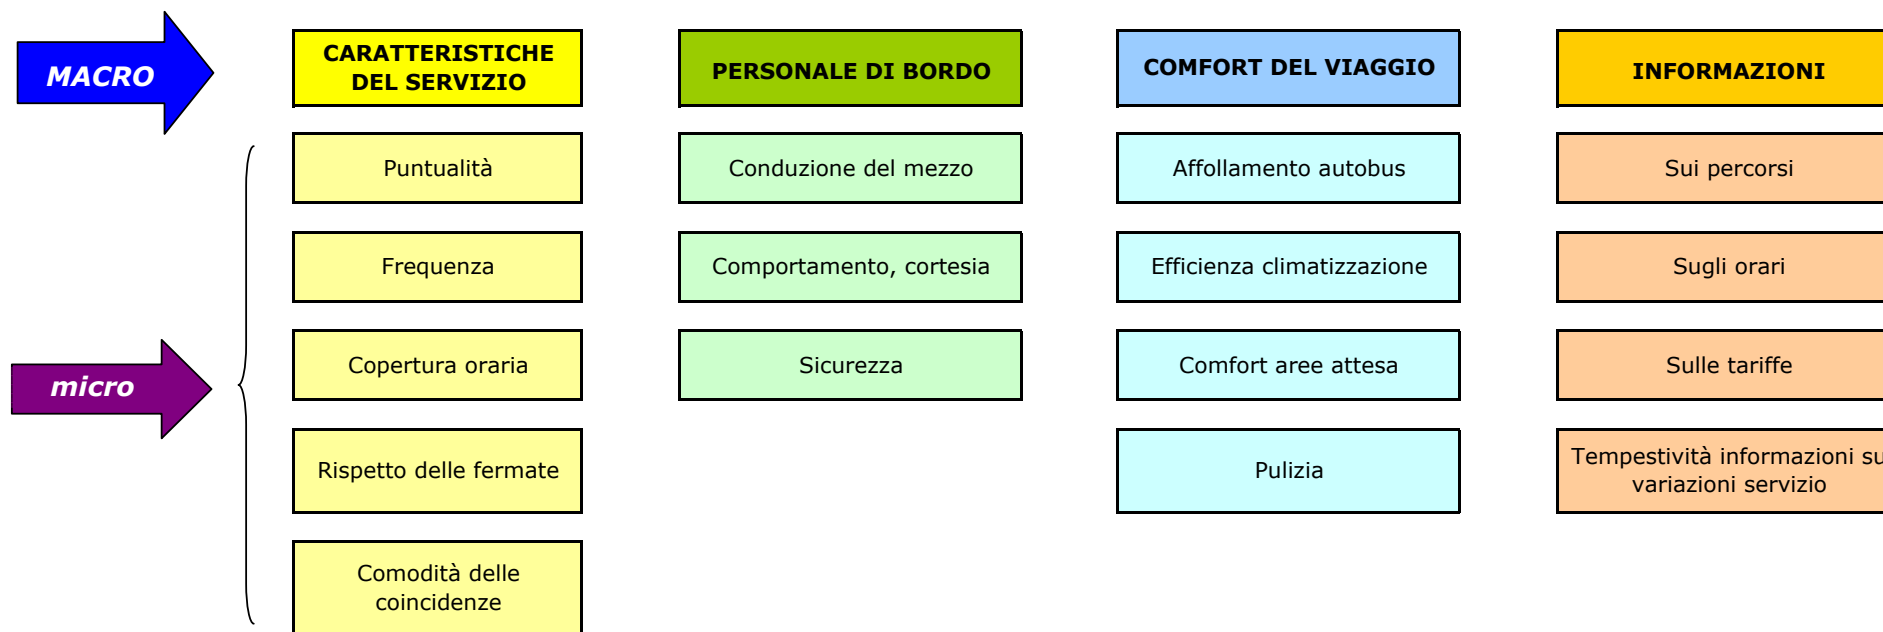 MACRO
CARATTERISTICHE
DEL SERVIZIO
PERSONALE DI BORDO
COMFORT DEL VIAGGIO
INFORMAZIONI
Puntualità
Conduzione del mezzo
Affollamento autobus
Sui percorsi
Frequenza
Comportamento, cortesia
Efficienza climatizzazione
Sugli orari
micro
Copertura oraria
Sicurezza
Comfort aree attesa
Sulle tariffe
Rispetto delle fermate
Pulizia
Tempestività informazioni
variazioni servizio
Comodità delle
coincidenze